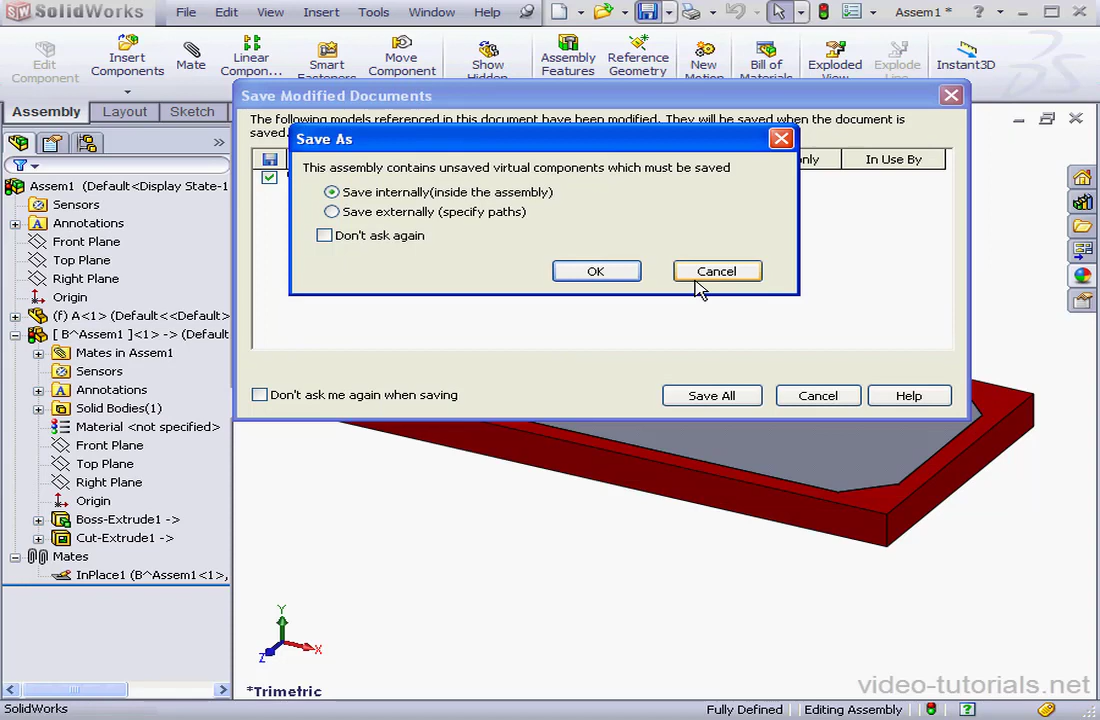 SolidWorks File Edit View Insert Tools Window Help Assem1 * ?
Edit Component
Insert Components
Mate
Linear Compon...
Smart Fasteners
Move Component
Show Hidden
Assembly Features
Reference Geometry
New Motion
Bill of Materials
Exploded View
Explode Line
Instant3D
Assembly Layout Sketch
Save Modified Documents
The following models referenced in this document have been modified. They will be saved when the document is
saved.
only In Use By
Save As
This assembly contains unsaved virtual components which must be saved
Save internally(inside the assembly)
Save externally (specify paths)
Don't ask again
OK Cancel
Don't ask me again when saving
Save All Cancel Help
Assem1 (Default<Display State-1
Sensors
Annotations
Front Plane
Top Plane
Right Plane
Origin
(f) A<1> (Default<<Default>
[ B^Assem1 ]<1> -> (Default
Mates in Assem1
Sensors
Annotations
Solid Bodies(1)
Material <not specified>
Front Plane
Top Plane
Right Plane
Origin
Boss-Extrude1 ->
Cut-Extrude1 ->
Mates
InPlace1 (B^Assem1<1>,
Y
X
Z
*Trimetric
video-tutorials.net
SolidWorks Fully Defined Editing Assembly ?